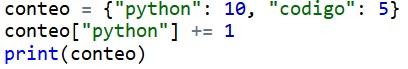 conteo = {"python": 10, "codigo": 5}
conteo["python"] += 1
print(conteo)